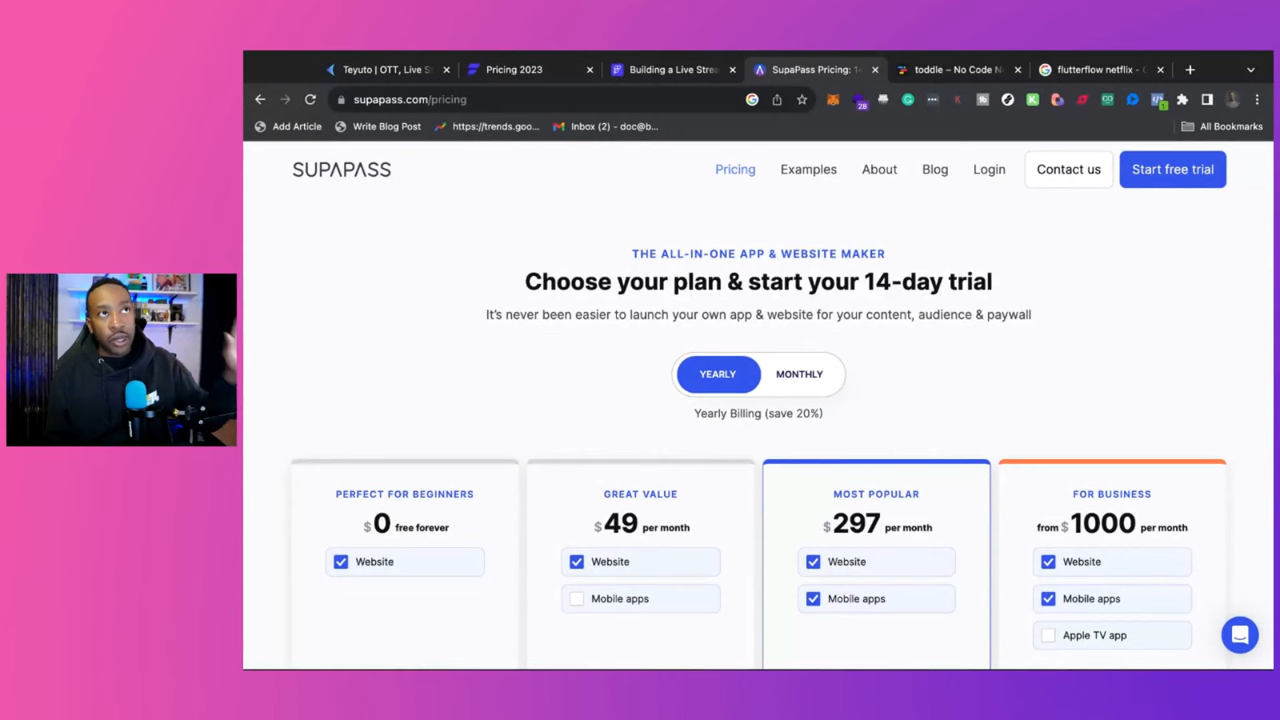 Teyuto | OTT, Live S
Pricing 2023
Building a Live Strea
SupaPass Pricing: 1
toddle – No Code N
flutterflow netflix - G
supapass.com/pricing
28
1
Add Article
Write Blog Post
https://trends.goo...
Inbox (2) - doc@b...
All Bookmarks
SUPAPASS
Pricing
Examples
About
Blog
Login
Contact us
Start free trial
THE ALL-IN-ONE APP & WEBSITE MAKER
Choose your plan & start your 14-day trial
It's never been easier to launch your own app & website for your content, audience & paywall
YEARLY
MONTHLY
Yearly Billing (save 20%)
PERFECT FOR BEGINNERS
$0 free forever
Website
GREAT VALUE
$49 per month
Website
Mobile apps
MOST POPULAR
$297 per month
Website
Mobile apps
FOR BUSINESS
from $1000 per month
Website
Mobile apps
Apple TV app